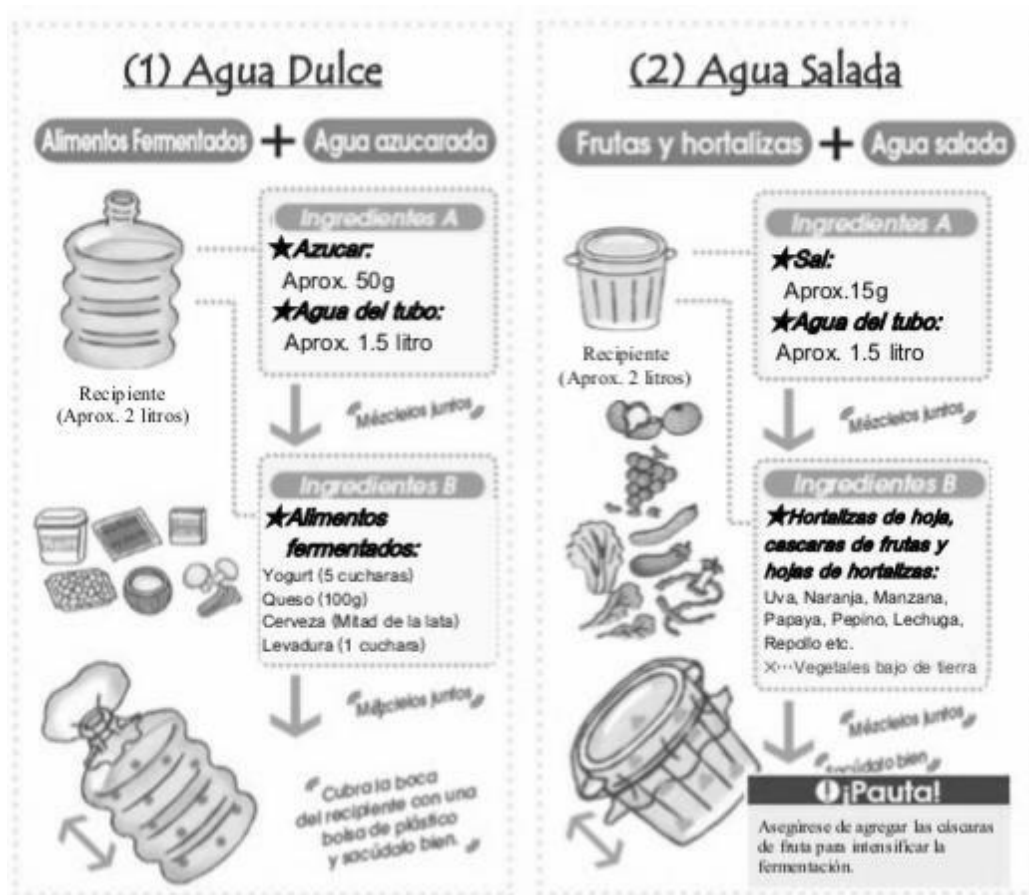 (1) Agua Dulce
Alimentos Fermentados + Agua azucarada
Ingredientes A
★Azucar:
Aprox. 50g
★Agua del tubo:
Aprox. 1.5 litro
Recipiente
(Aprox. 2 litros)
Mézclelos juntos
Ingredientes B
★Alimentos
fermentados:
Yogurt (5 cucharas)
Queso (100g)
Cerveza (Mitad de la lata)
Levadura (1 cuchara)
Mézclelos juntos
Cubra la boca
del recipiente con una
bolsa de plástico
y sacúdalo bien.
(2) Agua Salada
Frutas y hortalizas + Agua salada
Ingredientes A
★Sal:
Aprox.15g
★Agua del tubo:
Aprox. 1.5 litro
Recipiente
(Aprox. 2 litros)
Mézclelos juntos
Ingredientes B
★Hortalizas de hoja,
cascaras de frutas y
hojas de hortalizas:
Uva, Naranja, Manzana,
Papaya, Pepino, Lechuga,
Repollo etc.
X…Vegetales bajo de tierra
Mézclelos juntos
sacúdalo bien
¡Pauta!
Asegúrese de agregar las cáscaras
de fruta para intensificar la
fermentación.